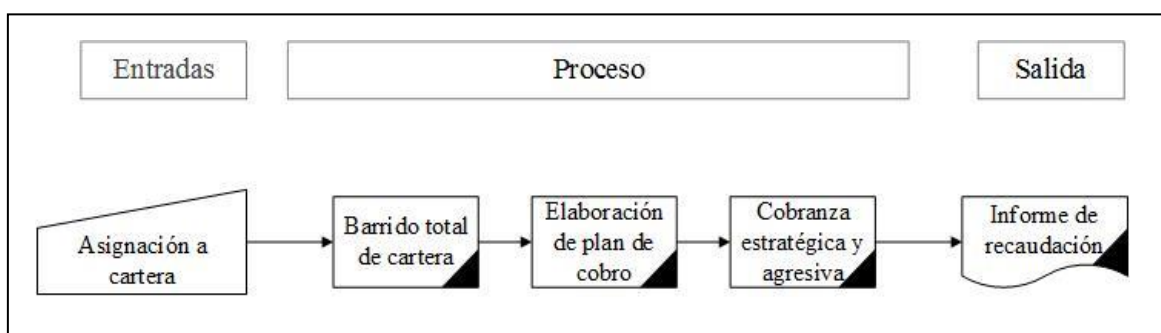 Entradas
Proceso
Salida
Asignación a
cartera
Barrido total
de cartera
Elaboración
de plan de
cobro
Cobranza
estratégica y
agresiva
Informe de
recaudación